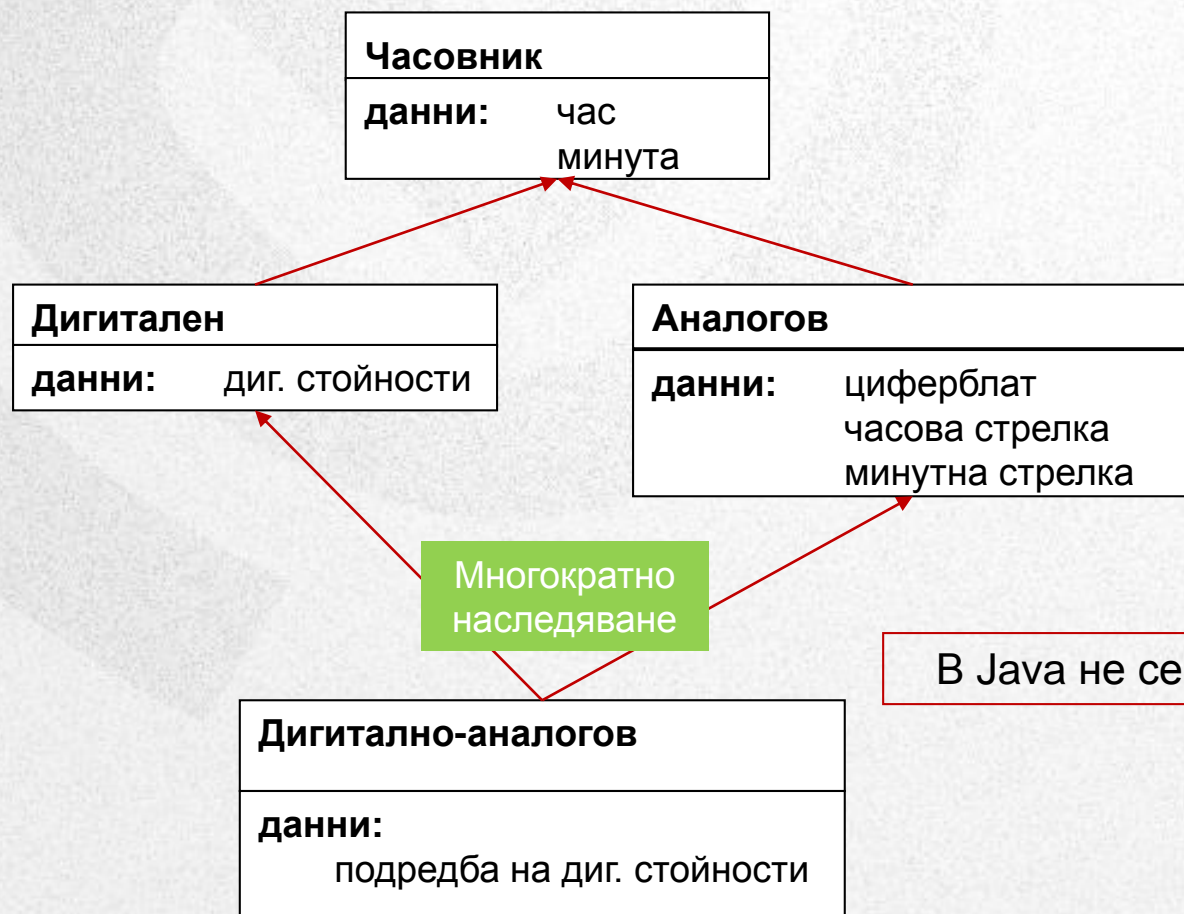 Часовник
данни: час
минута
Дигитален
данни: диг. стойности
Аналогов
данни: циферблат
часова стрелка
минутна стрелка
Многократно
наследяване
В Java не се
Дигитално-аналогов
данни:
подредба на диг. стойности